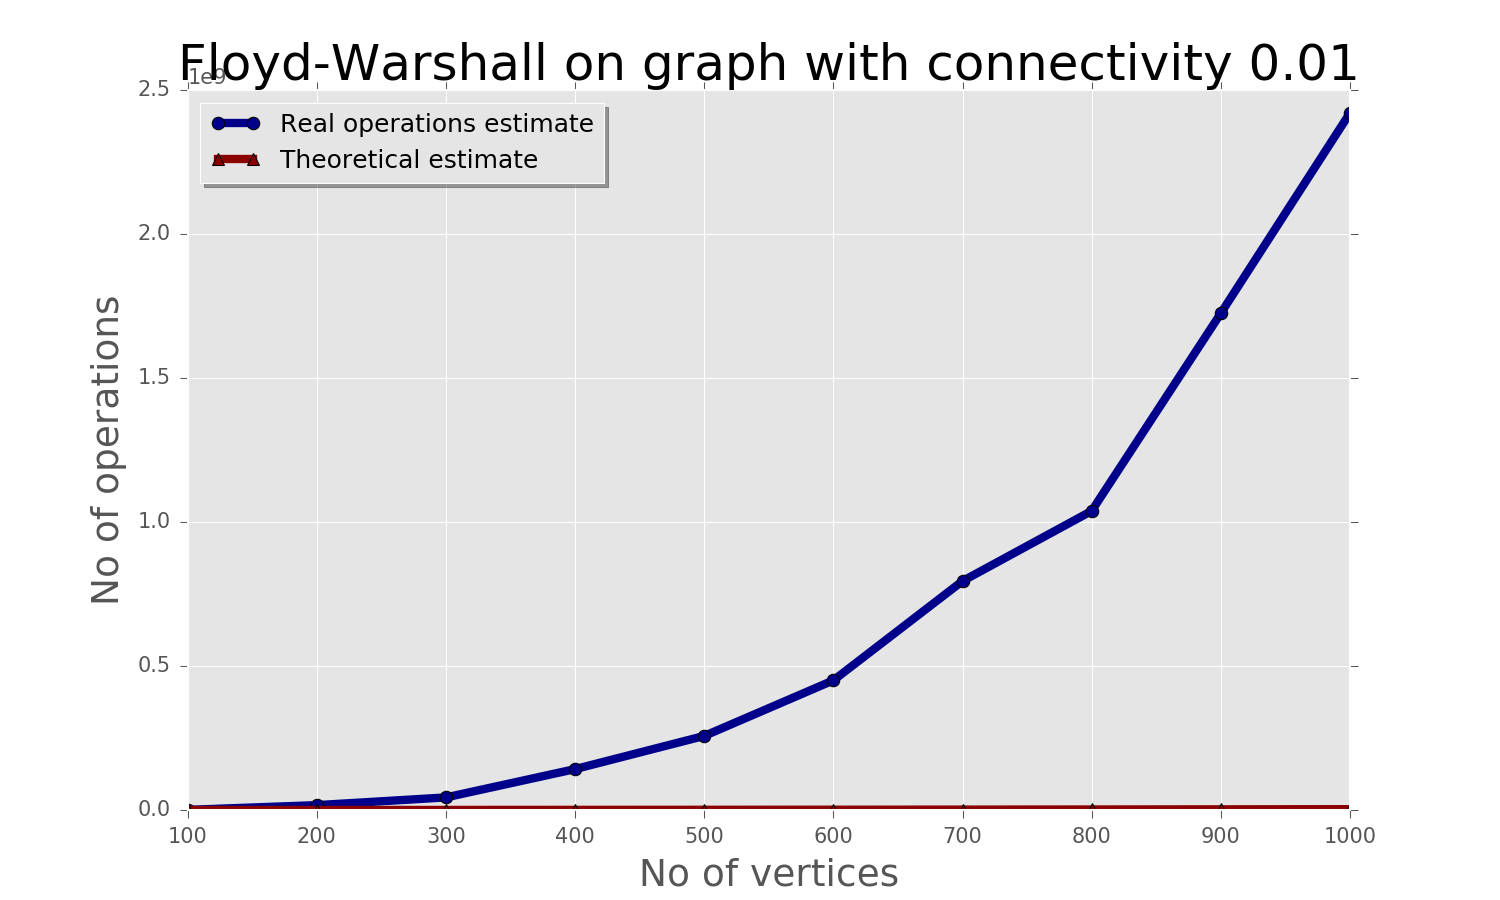 Floyd-Warshall on graph with connectivity 0.01
1e9
2.5
Real operations estimate
Theoretical estimate
2.0
1.5
1.0
0.5
0.0
No of operations
100 200 300 400 500 600 700 800 900 1000
No of vertices